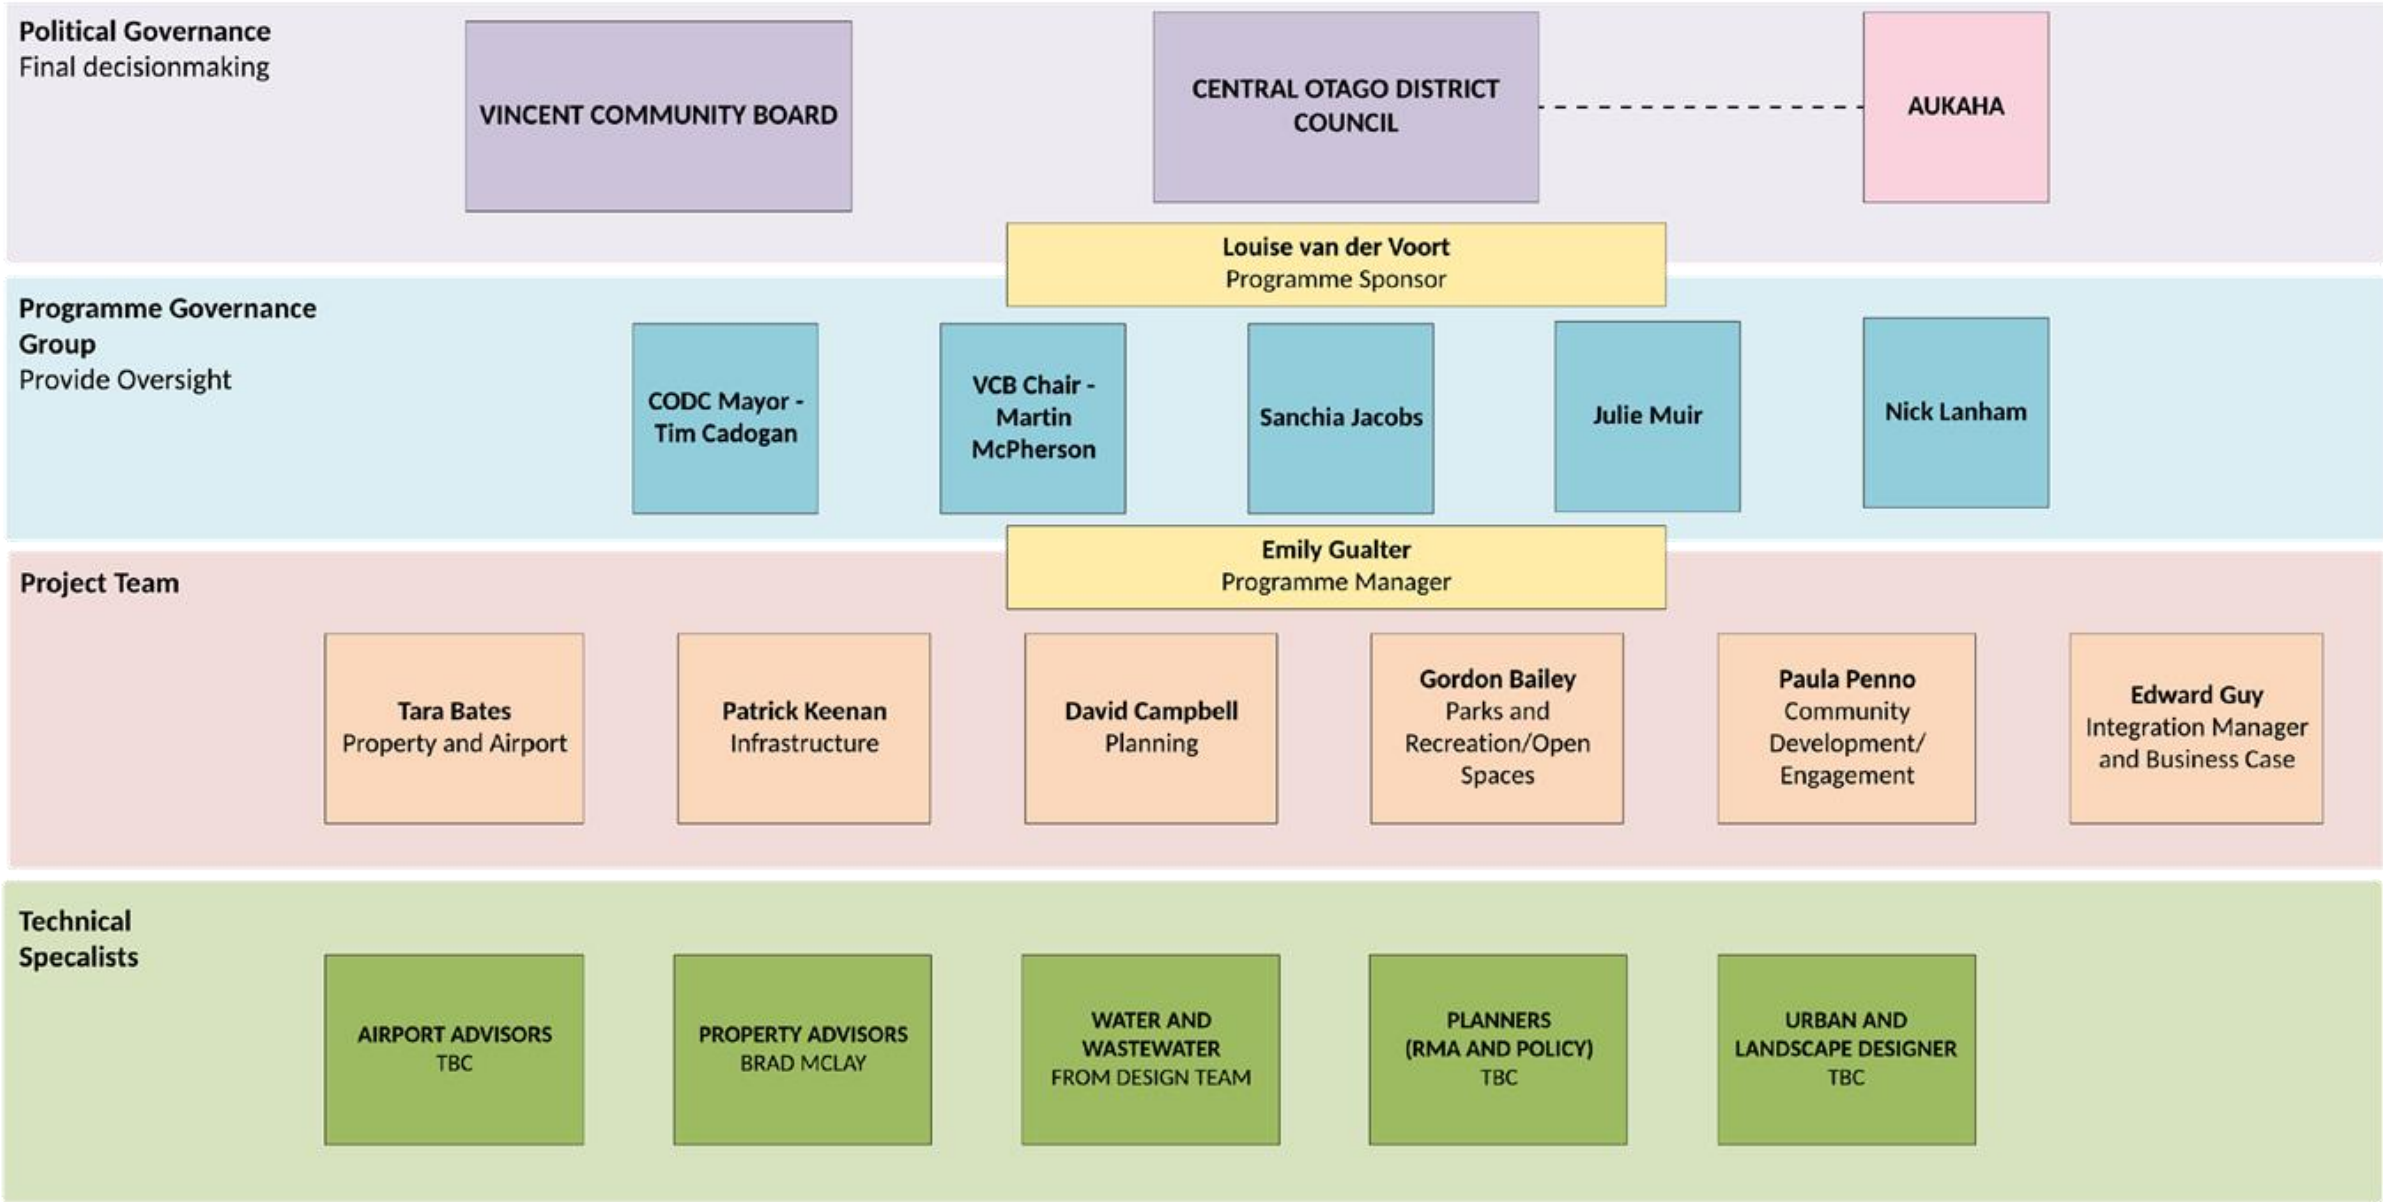 Political Governance
Final decisionmaking
VINCENT COMMUNITY BOARD
CENTRAL OTAGO DISTRICT
COUNCIL
AUKAHA
Louise van der Voort
Programme Sponsor
Programme Governance
Group
Provide Oversight
CODC Mayor -
Tim Cadogan
VCB Chair -
Martin
McPherson
Sanchia Jacobs
Julie Muir
Nick Lanham
Emily Gualter
Programme Manager
Project Team
Tara Bates
Property and Airport
Patrick Keenan
Infrastructure
David Campbell
Planning
Gordon Bailey
Parks and
Recreation/Open
Spaces
Paula Penno
Community
Development/
Engagement
Edward Guy
Integration Manager
and Business Case
Technical
Specalists
AIRPORT ADVISORS
TBC
PROPERTY ADVISORS
BRAD MCLAY
WATER AND
WASTEWATER
FROM DESIGN TEAM
PLANNERS
(RMA AND POLICY)
TBC
URBAN AND
LANDSCAPE DESIGNER
TBC